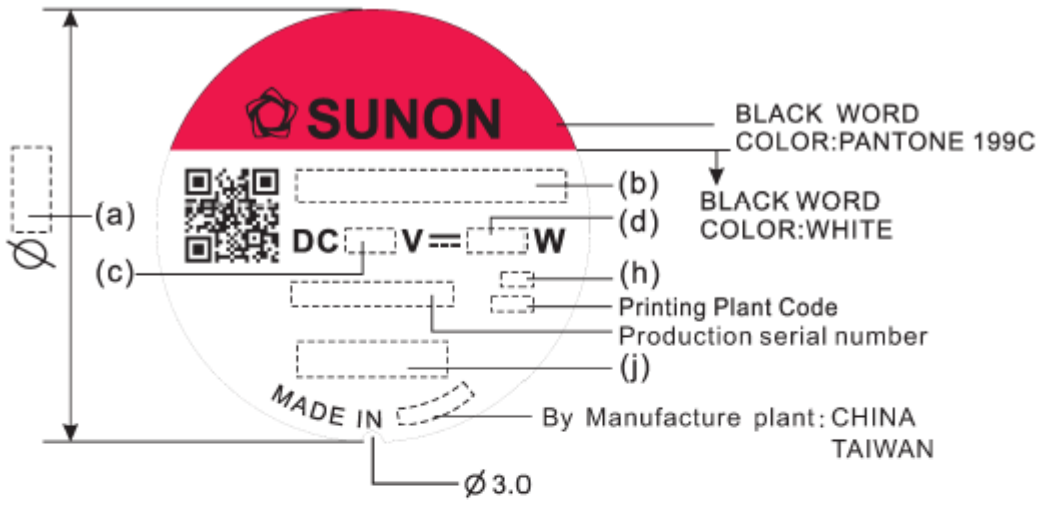 SUNON
BLACK WORD
COLOR:PANTONE 199C
(b)
BLACK WORD
COLOR:WHITE
(a)
Ø
DC V W
(d)
(c)
(h)
Printing Plant Code
Production serial number
(j)
MADE IN
By Manufacture plant: CHINA
TAIWAN
Ø3.0